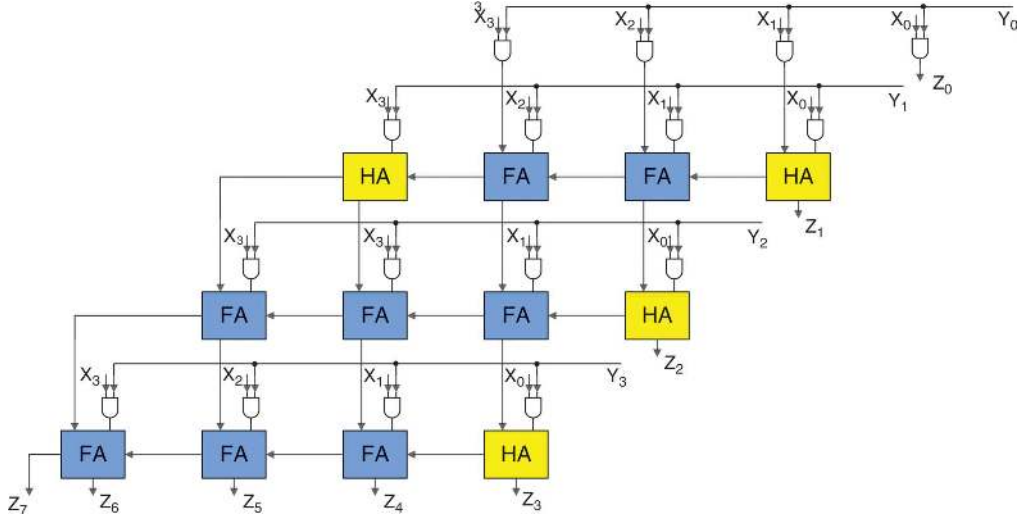 3
X3 X2 X1 X0 Y0
Z0
X3 X2 X1 X0 Y1
HA FA FA HA
Z1
X3 X3 X1 X0 Y2
FA FA FA HA
Z2
X3 X2 X1 X0 Y3
FA FA FA HA
Z7 Z6 Z5 Z4 Z3